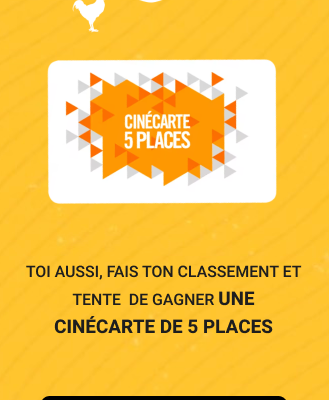 CINÉCARTE
5 PLACES
TOI AUSSI, FAIS TON CLASSEMENT ET
TENTE DE GAGNER UNE
CINÉCARTE DE 5 PLACES